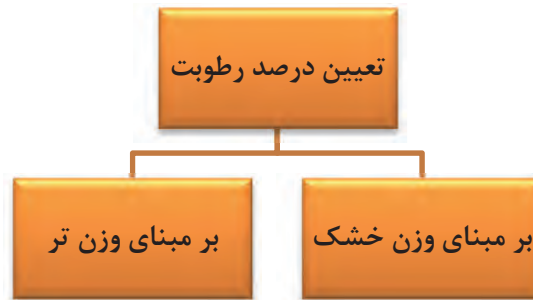 تعیین درصد رطوبت
بر مبنای وزن خشک
بر مبنای وزن تر